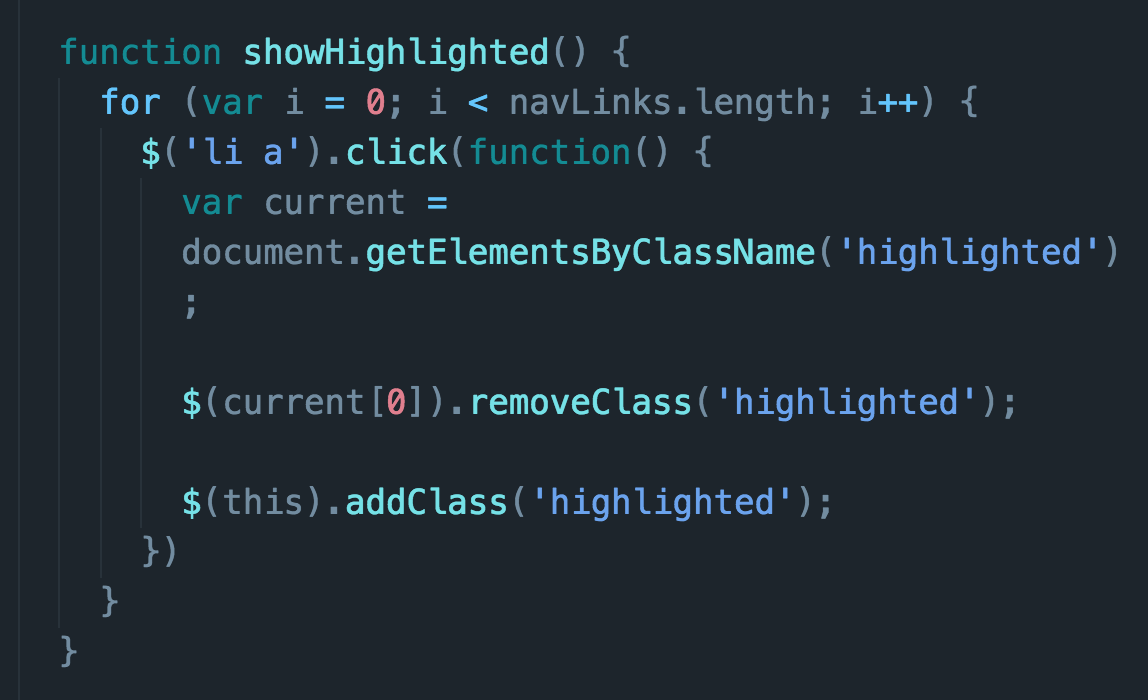 function showHighlighted() {
for (var i = 0; i < navLinks.length; i++) {
$('li a').click(function() {
var current =
document.getElementsByClassName('highlighted')
;
$(current[0]).removeClass('highlighted');
$(this).addClass('highlighted');
})
}
}